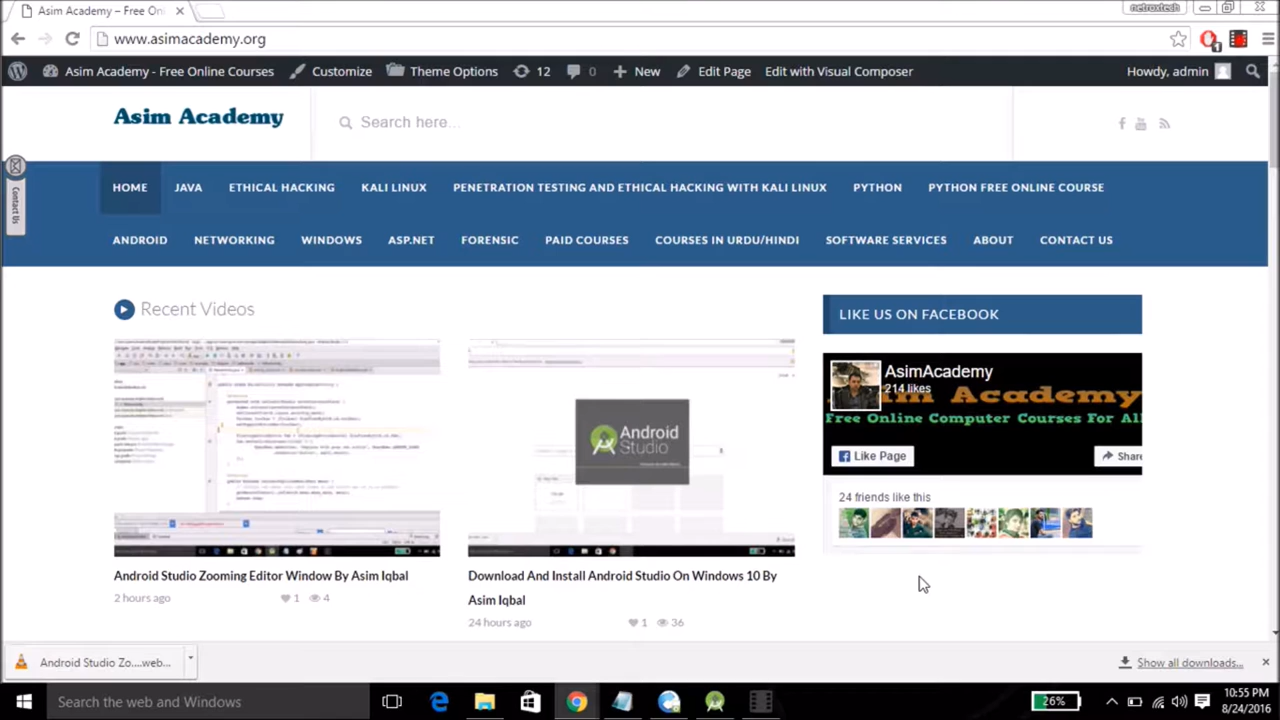 Asim Academy – Free Onl
netroxtech
www.asimacademy.org
1
Asim Academy - Free Online Courses
Customize
Theme Options
12
0
New
Edit Page
Edit with Visual Composer
Howdy, admin
Asim Academy
Search here...
Contact Us
HOME JAVA ETHICAL HACKING KALI LINUX PENETRATION TESTING AND ETHICAL HACKING WITH KALI LINUX PYTHON PYTHON FREE ONLINE COURSE
ANDROID NETWORKING WINDOWS ASP.NET FORENSIC PAID COURSES COURSES IN URDU/HINDI SOFTWARE SERVICES ABOUT CONTACT US
Recent Videos
Android
Studio
Android Studio Zooming Editor Window By Asim Iqbal
2 hours ago 1 4
Download And Install Android Studio On Windows 10 By
Asim Iqbal
24 hours ago 1 36
LIKE US ON FACEBOOK
AsimAcademy
214 likes
Free Online Computer Courses For Al
Like Page
Share
24 friends like this
Android Studio Zo....web...
Show all downloads...
Search the web and Windows
26%
10:55 PM
8/24/2016